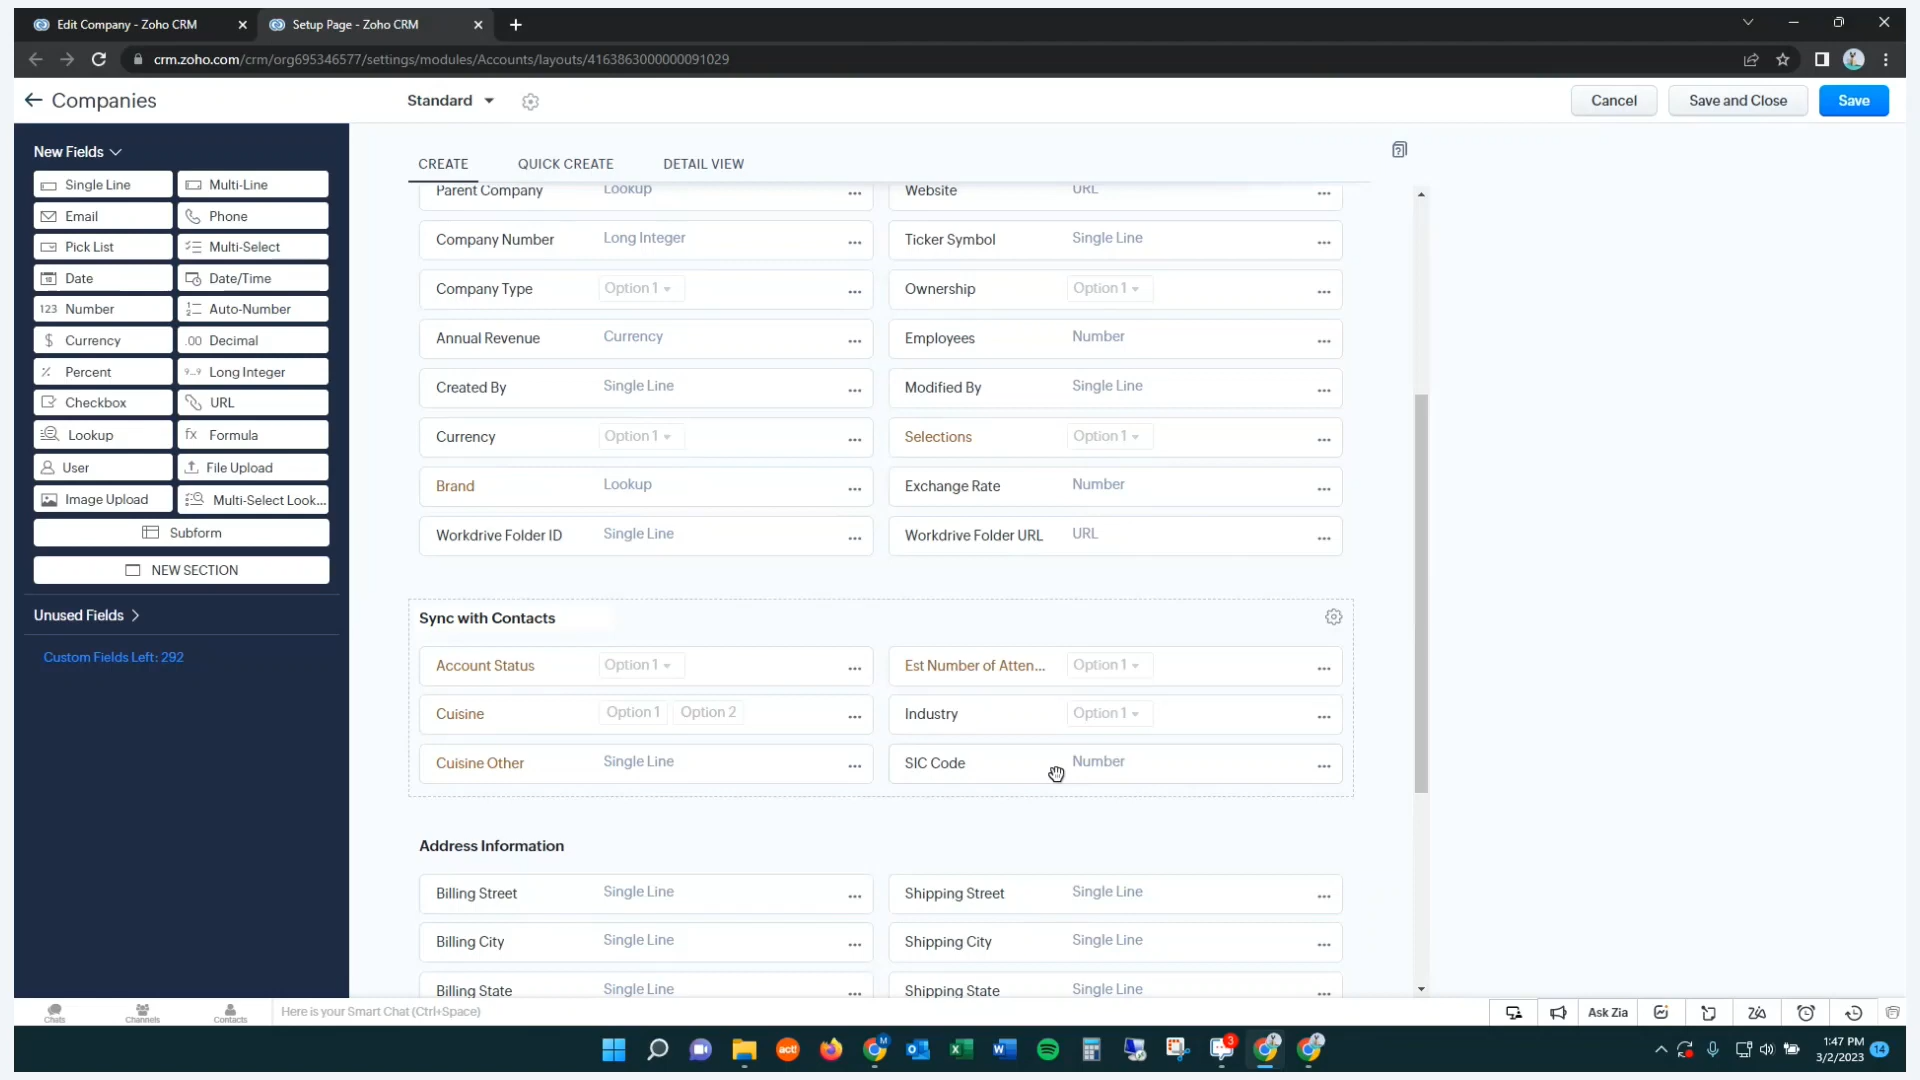 Edit Company - Zoho CRM
Setup Page - Zoho CRM
crm.zoho.com/crm/org695346577/settings/modules/Accounts/layouts/4163863000000091029
Companies
Standard
Cancel
Save and Close
Save
New Fields
Single Line
Multi-Line
Email
Phone
Pick List
Multi-Select
Date
Date/Time
123 Number
Auto-Number
$ Currency
.00 Decimal
Percent
9...9 Long Integer
Checkbox
URL
Lookup
fx Formula
User
File Upload
Image Upload
Multi-Select Look...
Subform
NEW SECTION
Unused Fields
Custom Fields Left: 292
CREATE
QUICK CREATE
DETAIL VIEW
Parent Company Lookup ...
Website URL ...
Company Number Long Integer ...
Ticker Symbol Single Line ...
Company Type Option 1 ...
Ownership Option 1 ...
Annual Revenue Currency ...
Employees Number ...
Created By Single Line ...
Modified By Single Line ...
Currency Option 1 ...
Selections Option 1 ...
Brand Lookup ...
Exchange Rate Number ...
Workdrive Folder ID Single Line ...
Workdrive Folder URL URL ...
Sync with Contacts
Account Status Option 1 ...
Est Number of Atten... Option 1 ...
Cuisine Option 1 Option 2 ...
Industry Option 1 ...
Cuisine Other Single Line ...
SIC Code Number ...
Address Information
Billing Street Single Line ...
Shipping Street Single Line ...
Billing City Single Line ...
Shipping City Single Line ...
Billing State Single Line ...
Shipping State Single Line ...
Chats
Channels
Contacts
Here is your Smart Chat (Ctrl+Space)
Ask Zia
act!
M
3
1:47 PM
3/2/2023
14